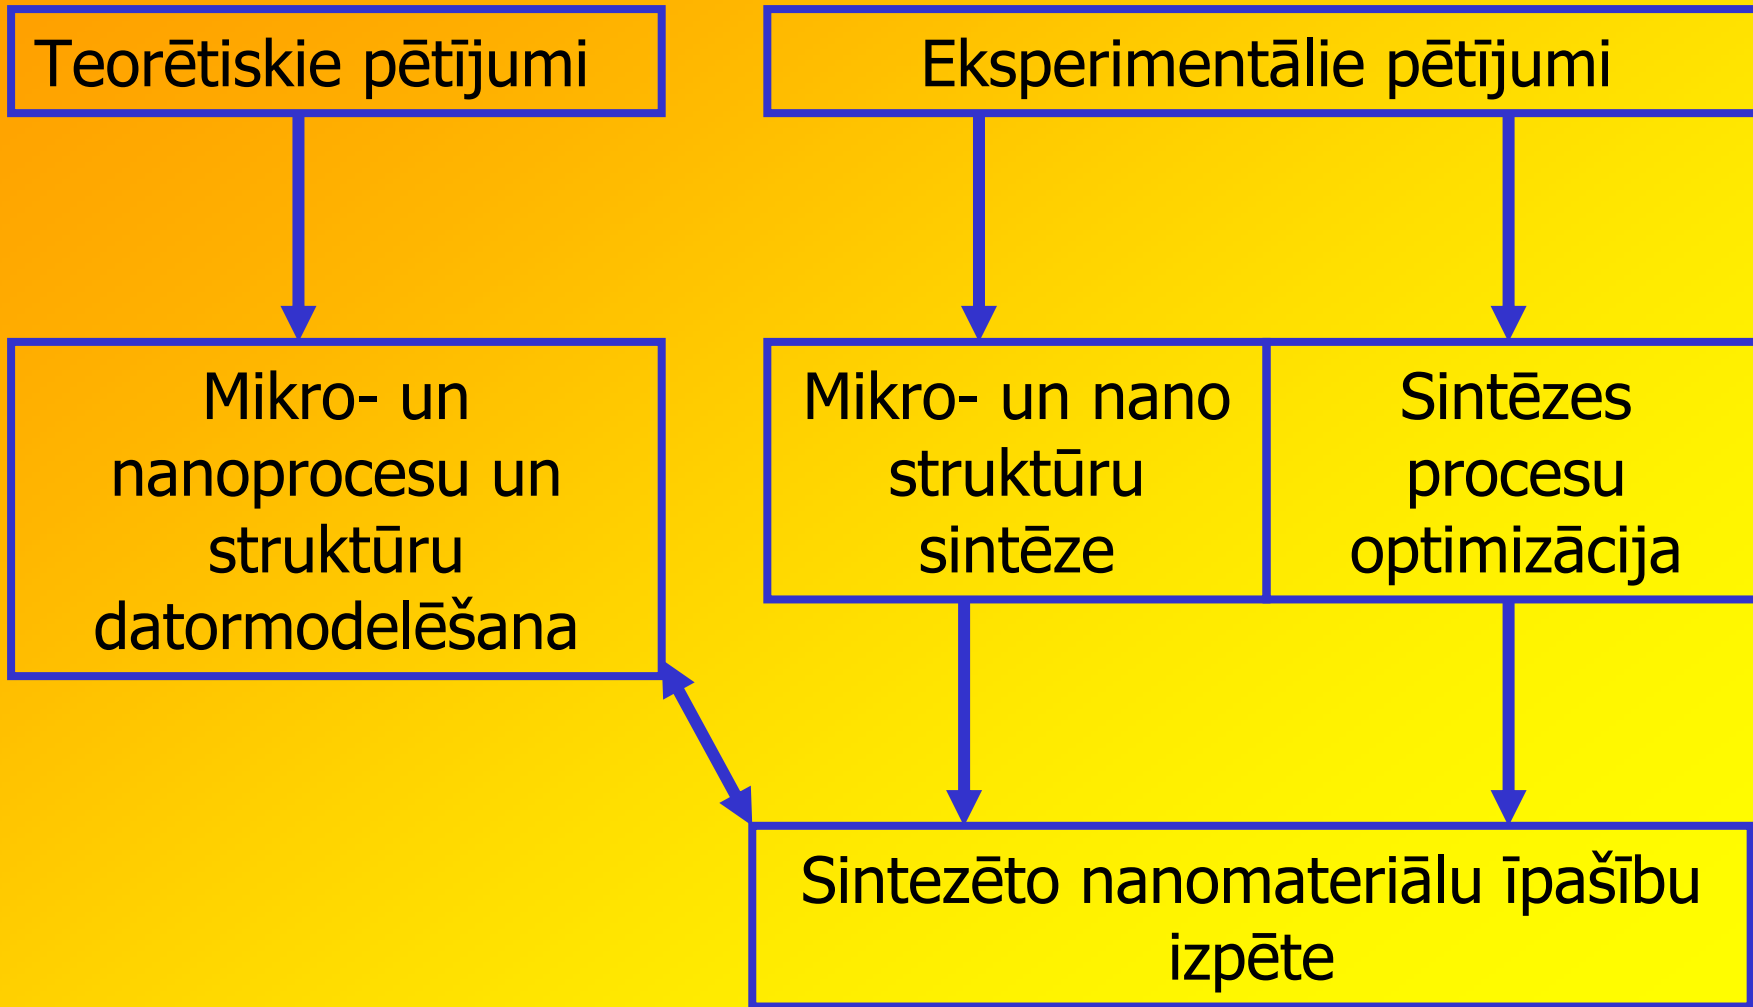 Teorētiskie pētījumi
Eksperimentālie pētījumi
Mikro- un
nanoprocesu un
struktūru
datormodelēšana
Mikro- un nano
struktūru
sintēze
Sintēzes
procesu
optimizācija
Sintezēto nanomateriālu īpašību
izpēte